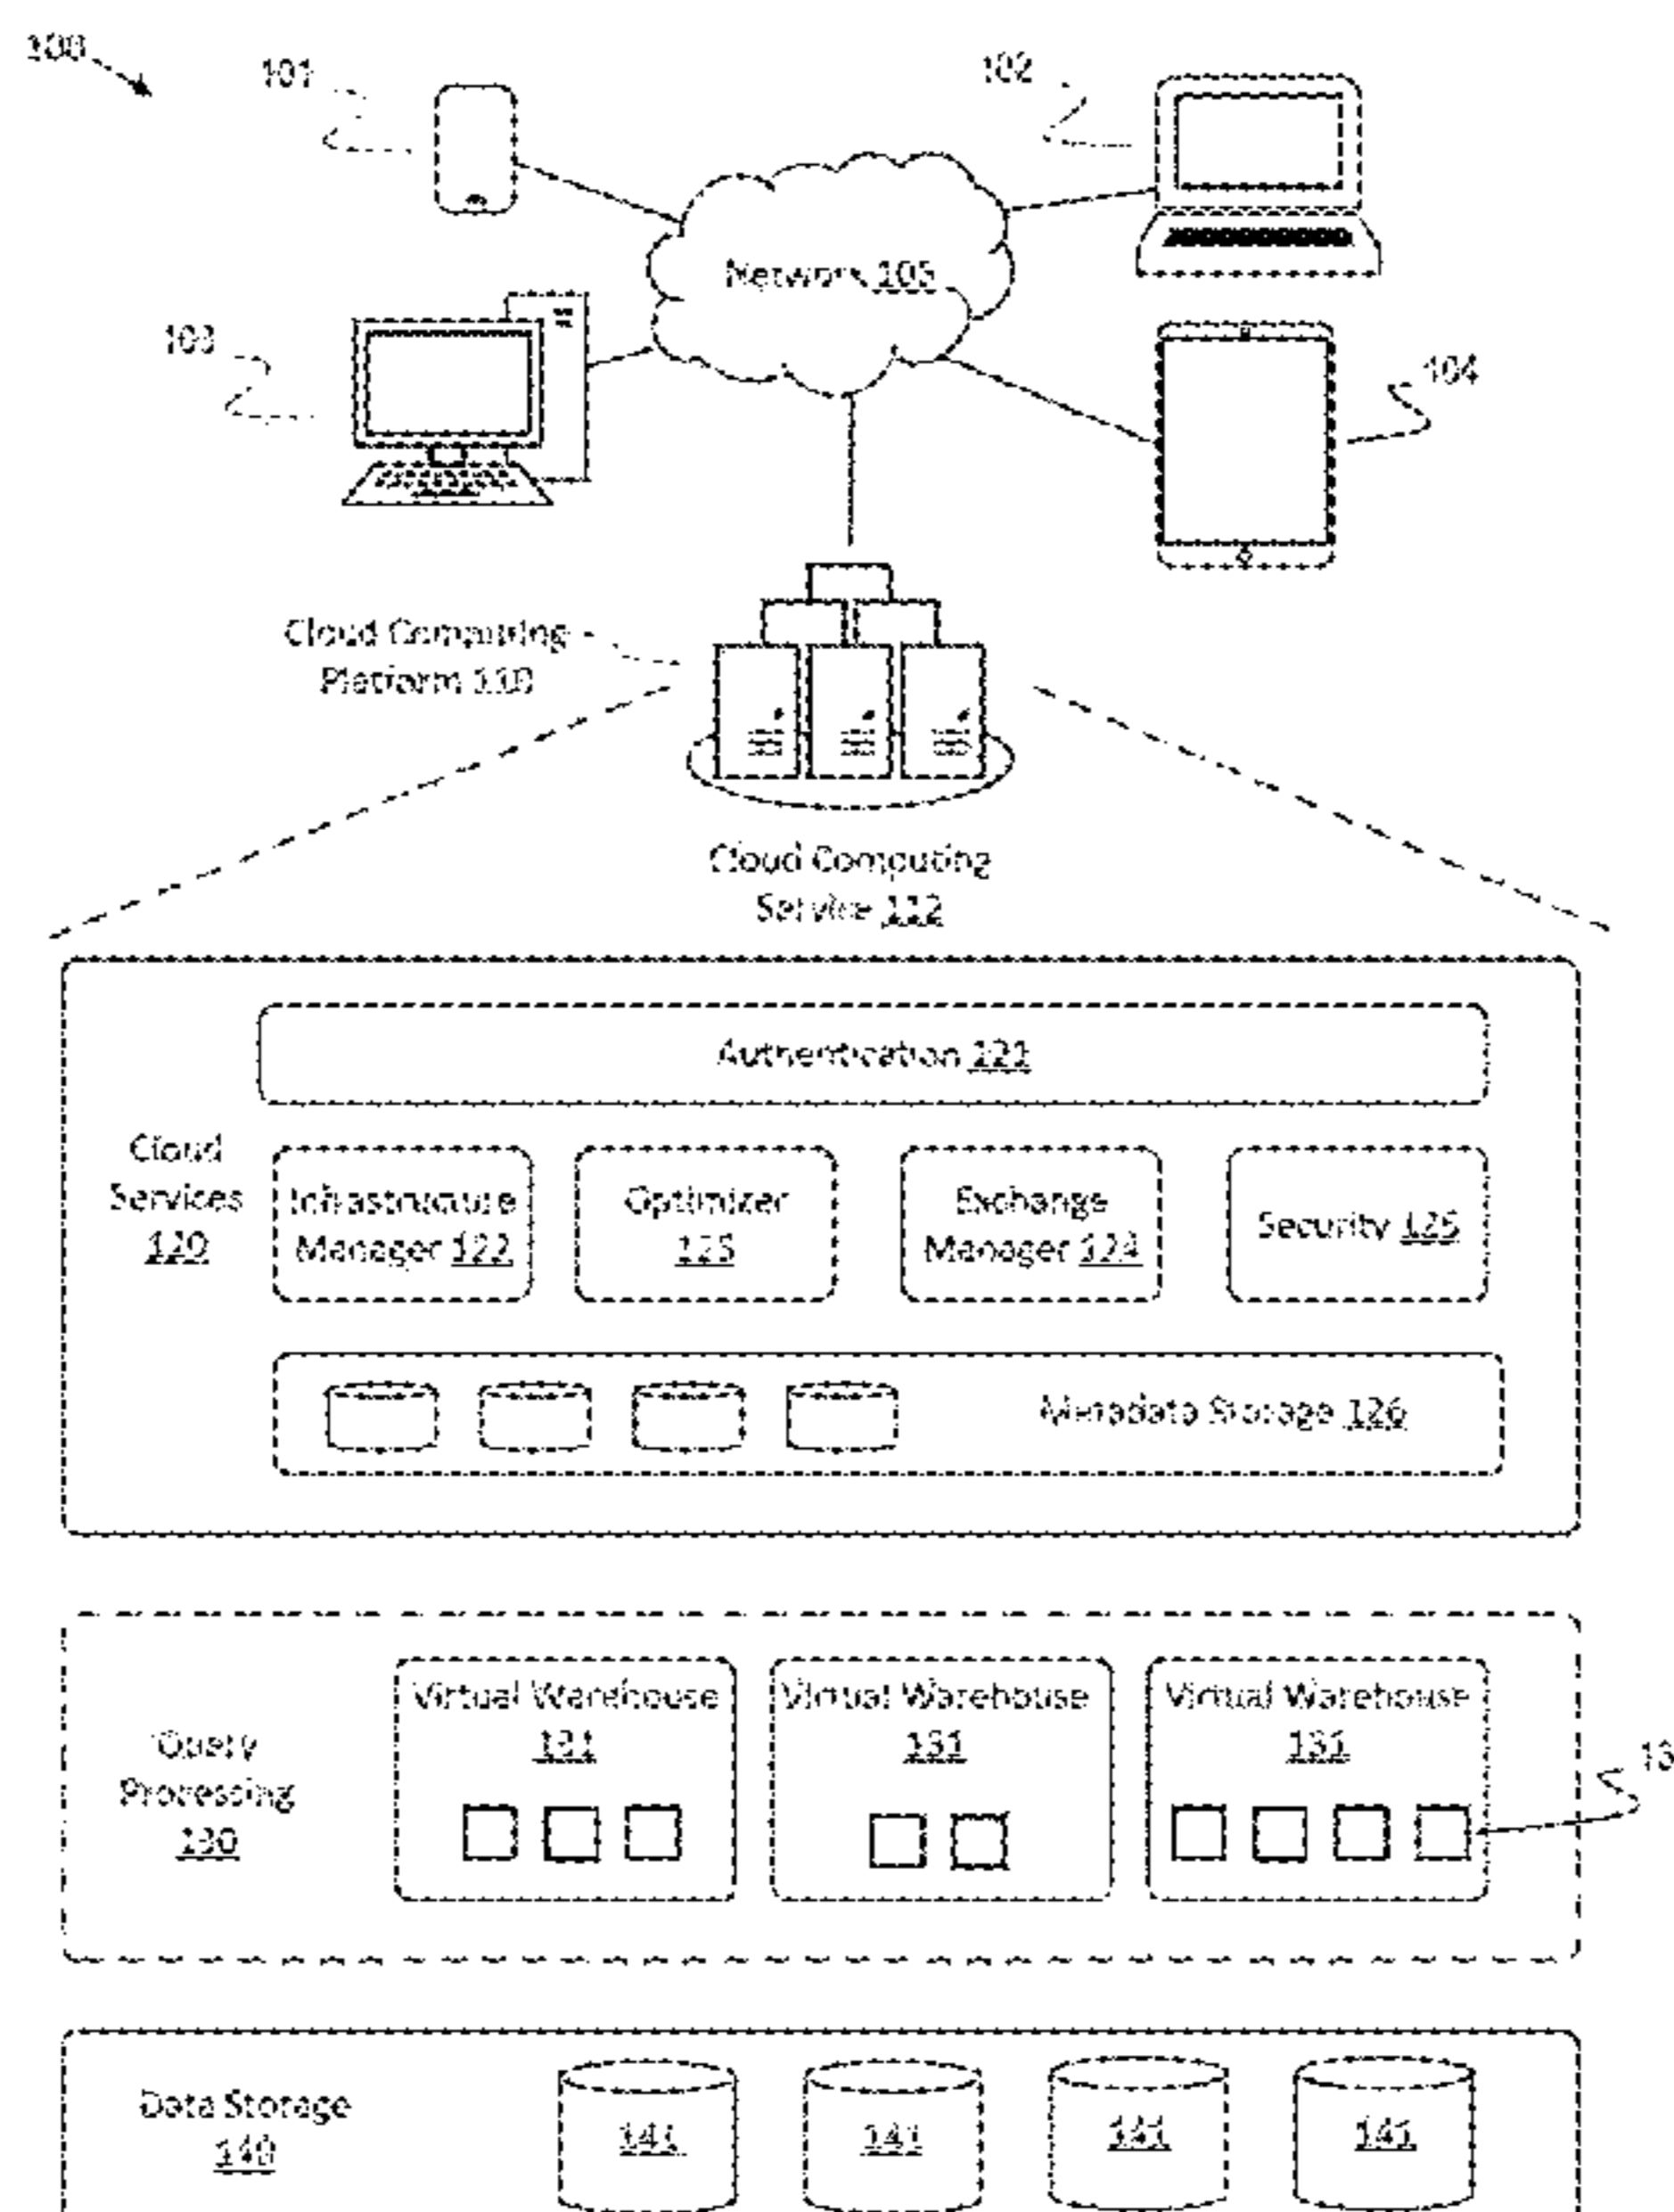 100
101
102
Network 105
103
104
Cloud Computing
Platform 110
Cloud Computing
Service 112
Authentication 121
Cloud
Services
120
Infrastructure
Manager 122
Optimizer
123
Exchange
Manager 124
Security 125
Metadata Storage 126
Query
Processing
130
Virtual Warehouse
131
Virtual Warehouse
131
Virtual Warehouse
131
13
Data Storage
140
141
141
141
141